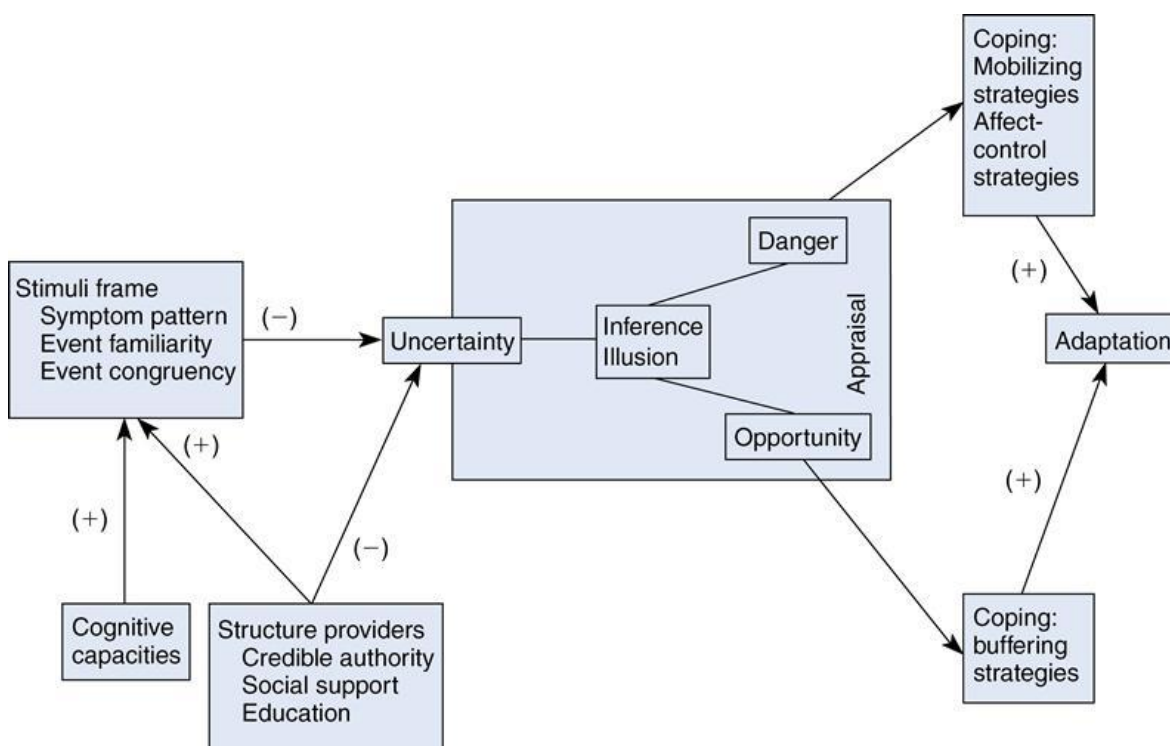 Coping:
Mobilizing
strategies
Affect-
control
strategies
Danger
(+)
Stimuli frame
Symptom pattern
Event familiarity
Event congruency
(−)
Uncertainty
Inference
Illusion
Appraisal
Adaptation
Opportunity
(+)
(+)
(+)
(−)
Cognitive
capacities
Structure providers
Credible authority
Social support
Education
Coping:
buffering
strategies